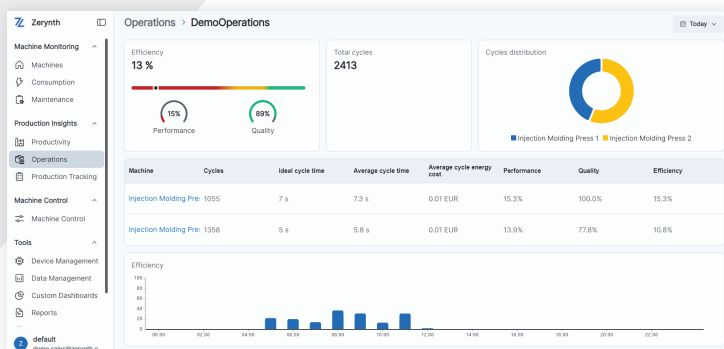 Zerynth
Operations > DemoOperations
Today
Machine Monitoring
Machines
Consumption
Maintenance
Production Insights
Productivity
Operations
Production Tracking
Machine Control
Machine Control
Tools
Device Management
Data Management
Custom Dashboards
Reports
Z
default
demo.sales@zerynth.c
Efficiency
13 %
15%
Performance
89%
Quality
Total cycles
2413
Cycles distribution
Injection Molding Press 1 Injection Molding Press 2
Machine Cycles Ideal cycle time Average cycle time Average cycle energy cost Performance Quality Efficiency
Injection Molding Pre: 1055 7 s 7.3 s 0.01 EUR 15.3% 100.0% 15.3%
Injection Molding Pre: 1358 5 s 5.8 s 0.01 EUR 13.9% 77.8% 10.8%
Efficiency
100
80
60
40
20
0
00:00 02:00 04:00 06:00 08:00 10:00 12:00 14:00 16:00 18:00 20:00 22:00